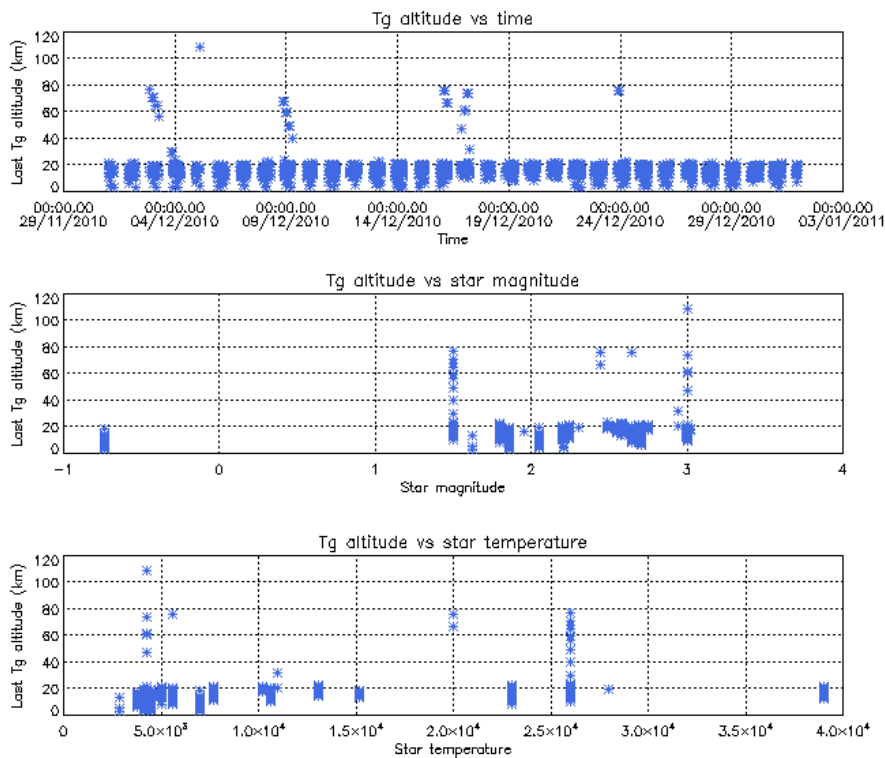 Tg altitude vs time
Last Tg altitude (km)
120
100
80
60
40
20
0
00:00.00 00:00.00 00:00.00 00:00.00 00:00.00 00:00.00 00:00.00 00:00.00
29/11/2010 04/12/2010 09/12/2010 14/12/2010 19/12/2010 24/12/2010 29/12/2010 03/01/2011
Time
Tg altitude vs star magnitude
Last Tg altitude (km)
120
100
80
60
40
20
0
-1 0 1 2 3 4
Star magnitude
Tg altitude vs star temperature
Last Tg altitude (km)
120
100
80
60
40
20
0
0 5.0×10³ 1.0×10⁴ 1.5×10⁴ 2.0×10⁴ 2.5×10⁴ 3.0×10⁴ 3.5×10⁴ 4.0×10⁴
Star temperature